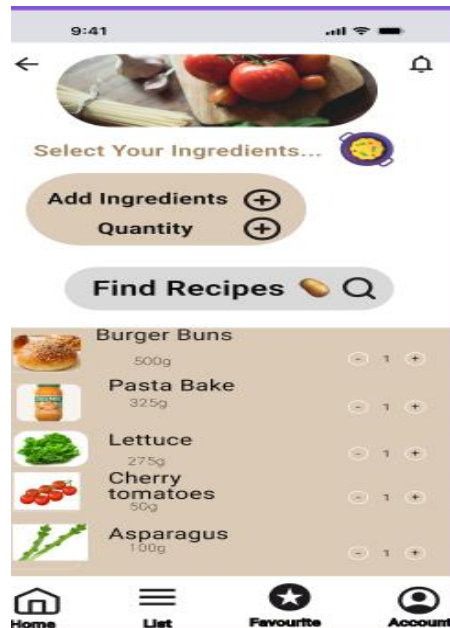 9:41
Select Your Ingredients...
Add Ingredients
Quantity
Find Recipes
Burger Buns
500g
- 1 +
Pasta Bake
325g
- 1 +
Lettuce
275g
- 1 +
Cherry
tomatoes
50g
- 1 +
Asparagus
100g
- 1 +
Home List Favourite Account